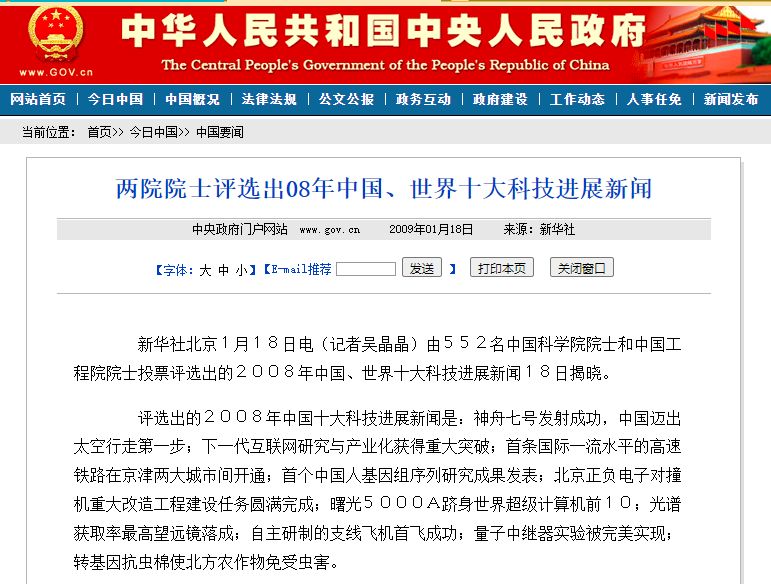 中华人民共和国中央人民政府
www.GOV.cn
The Central People's Government of the People's Republic of China
网站首页 | 今日中国 | 中国概况 | 法律法规 | 公文公报 | 政务互动 | 政府建设 | 工作动态 | 人事任免 | 新闻发布
当前位置： 首页>> 今日中国>> 中国要闻
两院院士评选出08年中国、世界十大科技进展新闻
中央政府门户网站 www.gov.cn 2009年01月18日 来源：新华社
【字体：大 中 小】【E-mail推荐 发送 】 打印本页 关闭窗口
新华社北京１月１８日电（记者吴晶晶）由５５２名中国科学院院士和中国工
程院院士投票评选出的２００８年中国、世界十大科技进展新闻１８日揭晓。
评选出的２００８年中国十大科技进展新闻是：神舟七号发射成功，中国迈出
太空行走第一步；下一代互联网研究与产业化获得重大突破；首条国际一流水平的高速
铁路在京津两大城市间开通；首个中国人基因组序列研究成果发表；北京正负电子对撞
机重大改造工程建设任务圆满完成；曙光５０００Ａ跻身世界超级计算机前１０；光谱
获取率最高望远镜落成；自主研制的支线飞机首飞成功；量子中继器实验被完美实现；
转基因抗虫棉使北方农作物免受虫害。